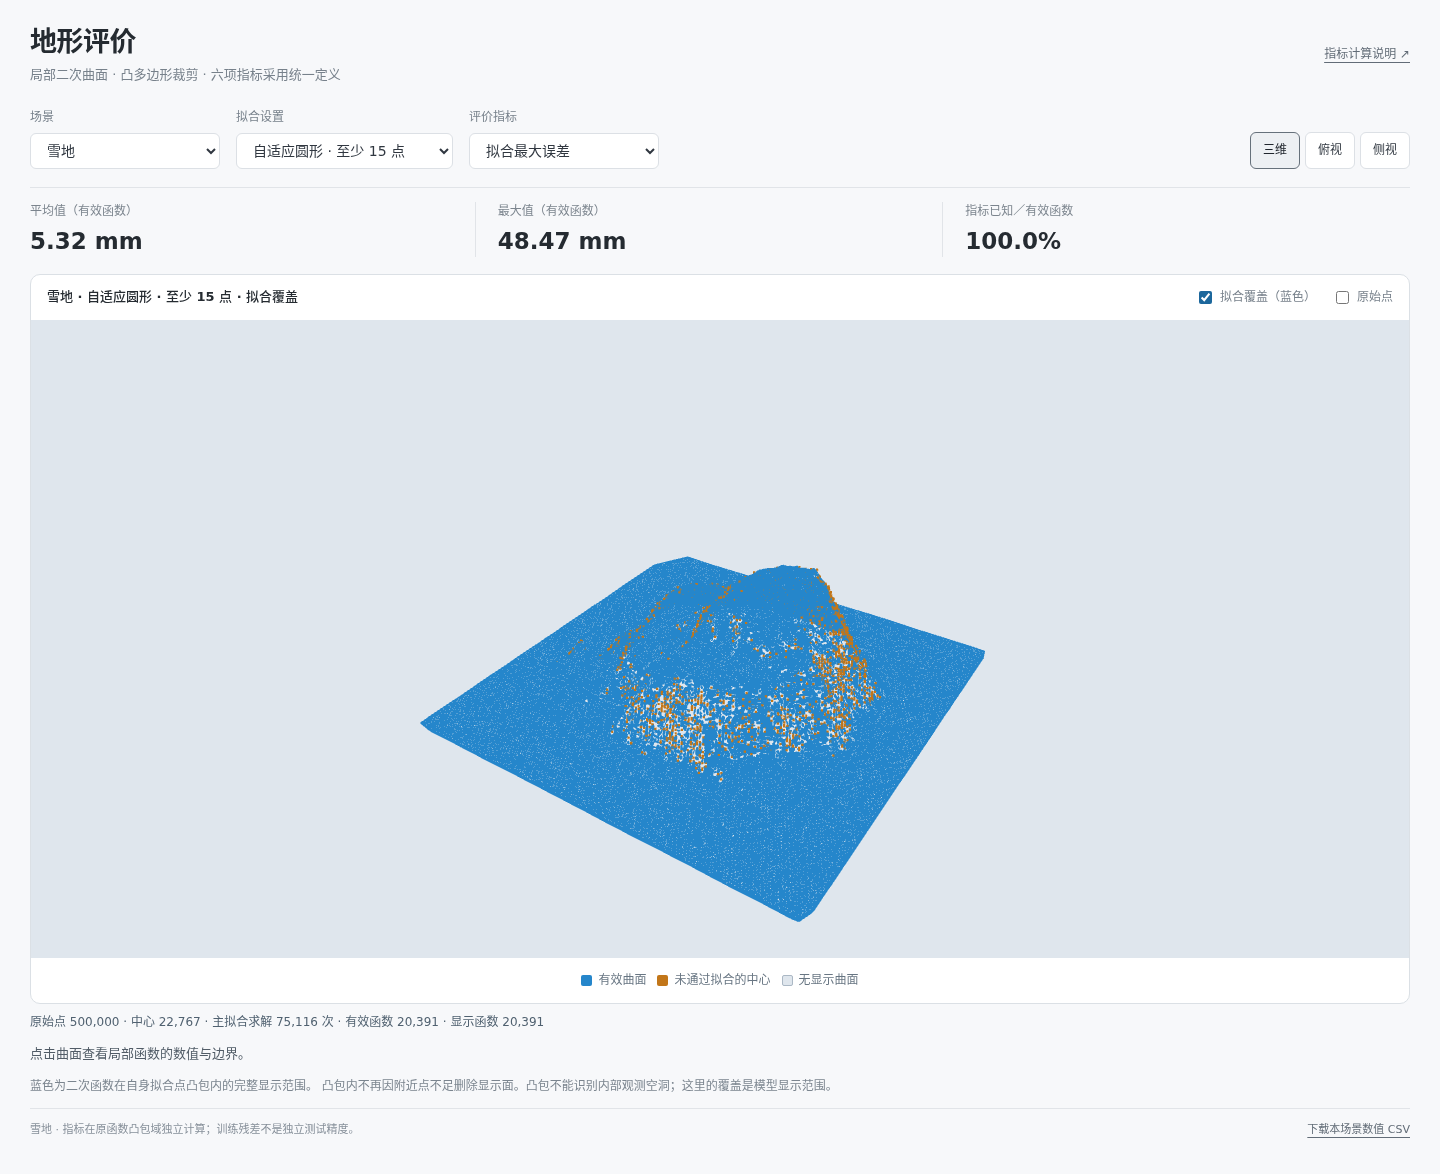 地形评价
局部二次曲面 · 凸多边形裁剪 · 六项指标采用统一定义
指标计算说明 ↗
场景
拟合设置
评价指标
雪地
自适应圆形 · 至少 15 点
拟合最大误差
三维
俯视
侧视
平均值（有效函数）
最大值（有效函数）
指标已知／有效函数
5.32 mm
48.47 mm
100.0%
雪地 · 自适应圆形 · 至少 15 点 · 拟合覆盖
拟合覆盖（蓝色）
原始点
有效曲面
未通过拟合的中心
无显示曲面
原始点 500,000 · 中心 22,767 · 主拟合求解 75,116 次 · 有效函数 20,391 · 显示函数 20,391
点击曲面查看局部函数的数值与边界。
蓝色为二次函数在自身拟合点凸包内的完整显示范围。 凸包内不再因附近点不足删除显示面。凸包不能识别内部观测空洞；这里的覆盖是模型显示范围。
雪地 · 指标在原函数凸包域独立计算；训练残差不是独立测试精度。
下载本场景数值 CSV